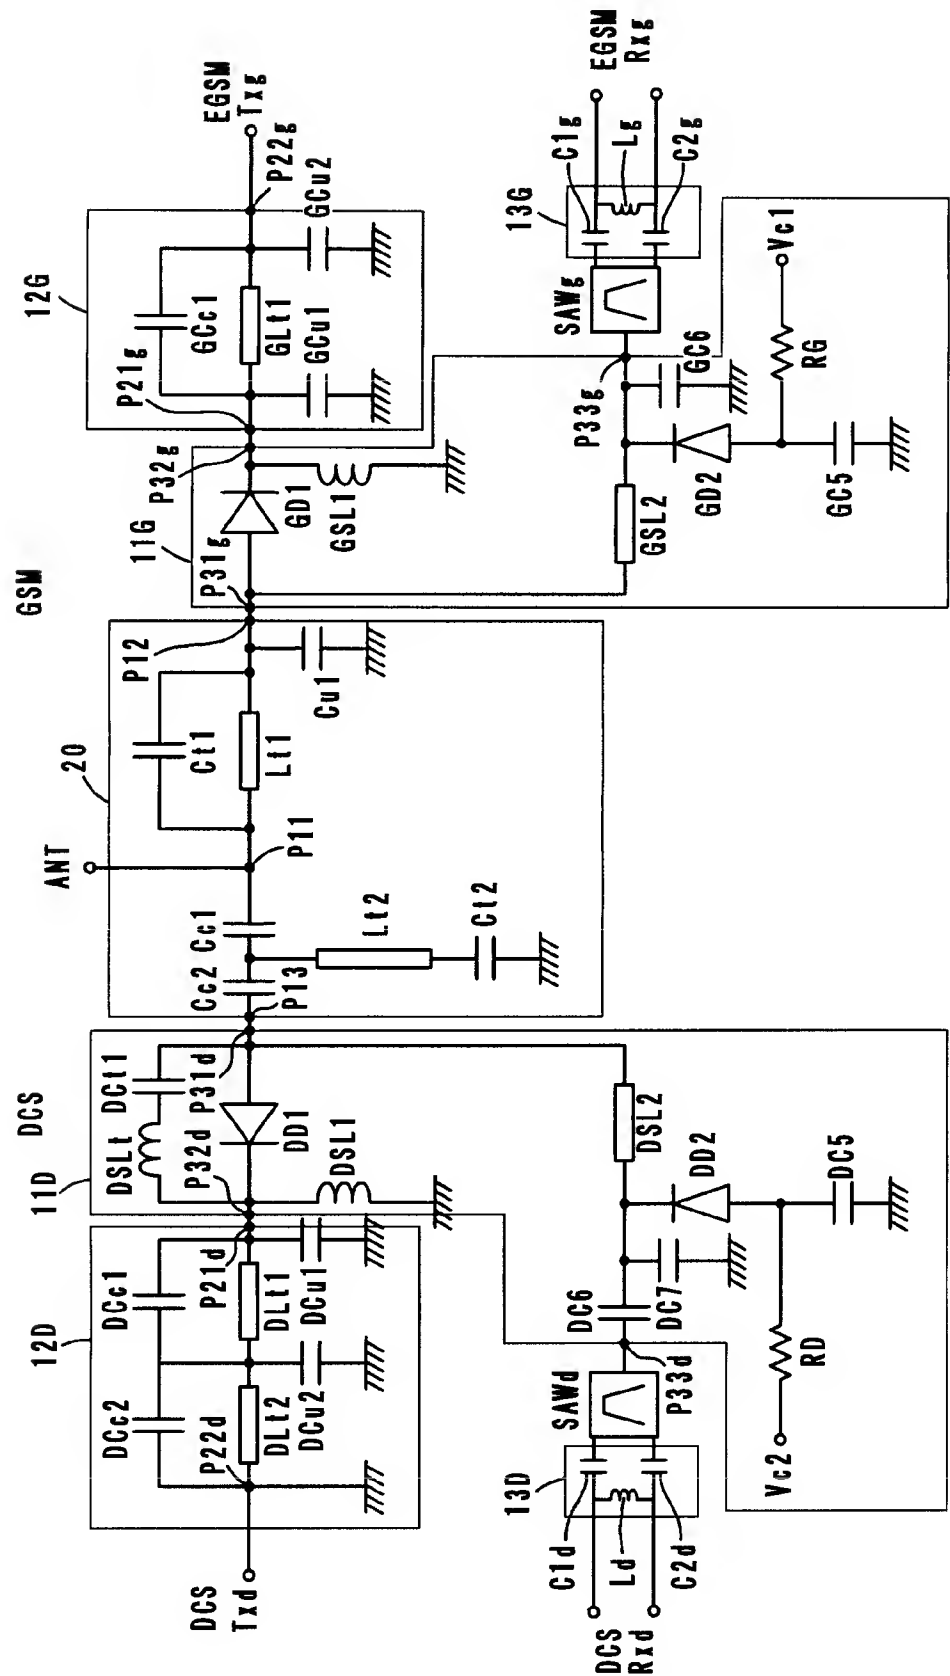 GSM
DCS
ANT
20
11G
12G
13G
11D
12D
13D
EGSM
Txg
EGSM
Rxg
DCS
Txd
DCS
Rxd
P22g
GCu2
GCc1
GLt1
GCu1
P21g
P32g
GD1
GSL1
P31g
P12
Cu1
Ct1
Lt1
P11
Cc1
Cc2
Lt2
Ct2
P13
P31d
DCt1
DSLt
DD1
P32d
DSL1
P21d
DCc1
DLt1
DCu1
DCc2
DLt2
DCu2
P22d
C1g
Lg
C2g
SAWg
P33g
GC6
GD2
GSL2
GC5
RG
Vc1
DSL2
DD2
DC5
DC6
DC7
P33d
SAWd
RD
Vc2
C1d
Ld
C2d